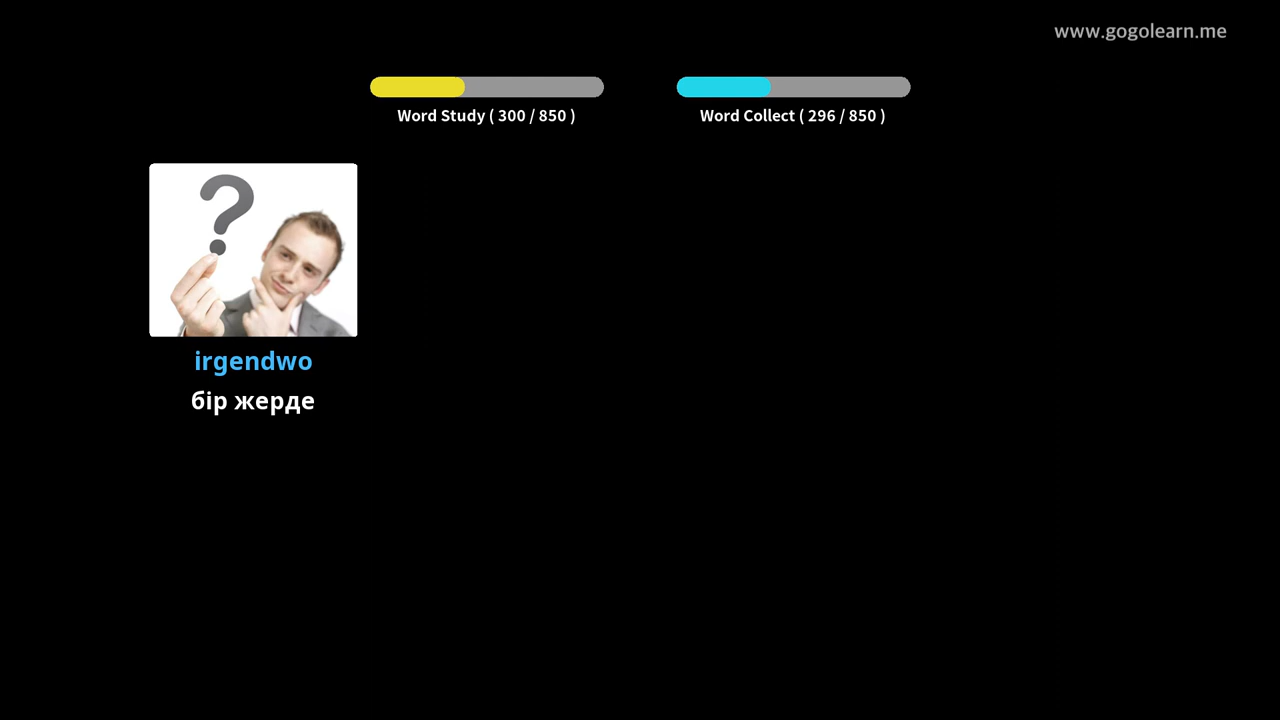 www.gogolearn.me
Word Study ( 300 / 850 )
Word Collect ( 296 / 850 )
?
irgendwo
бір жерде